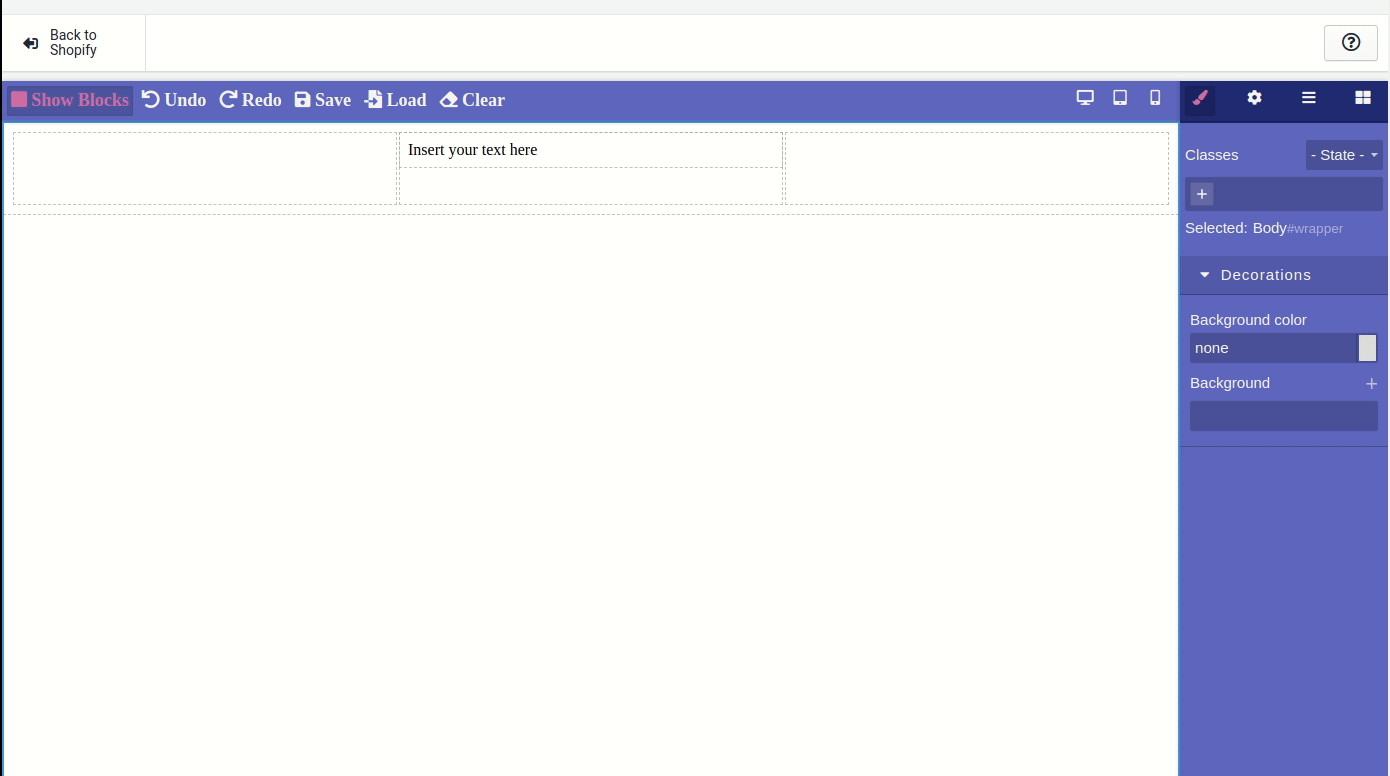 Back to
Shopify
Show Blocks Undo Redo Save Load Clear
Insert your text here
Classes - State -
+
Selected: Body#wrapper
Decorations
Background color
none
Background +